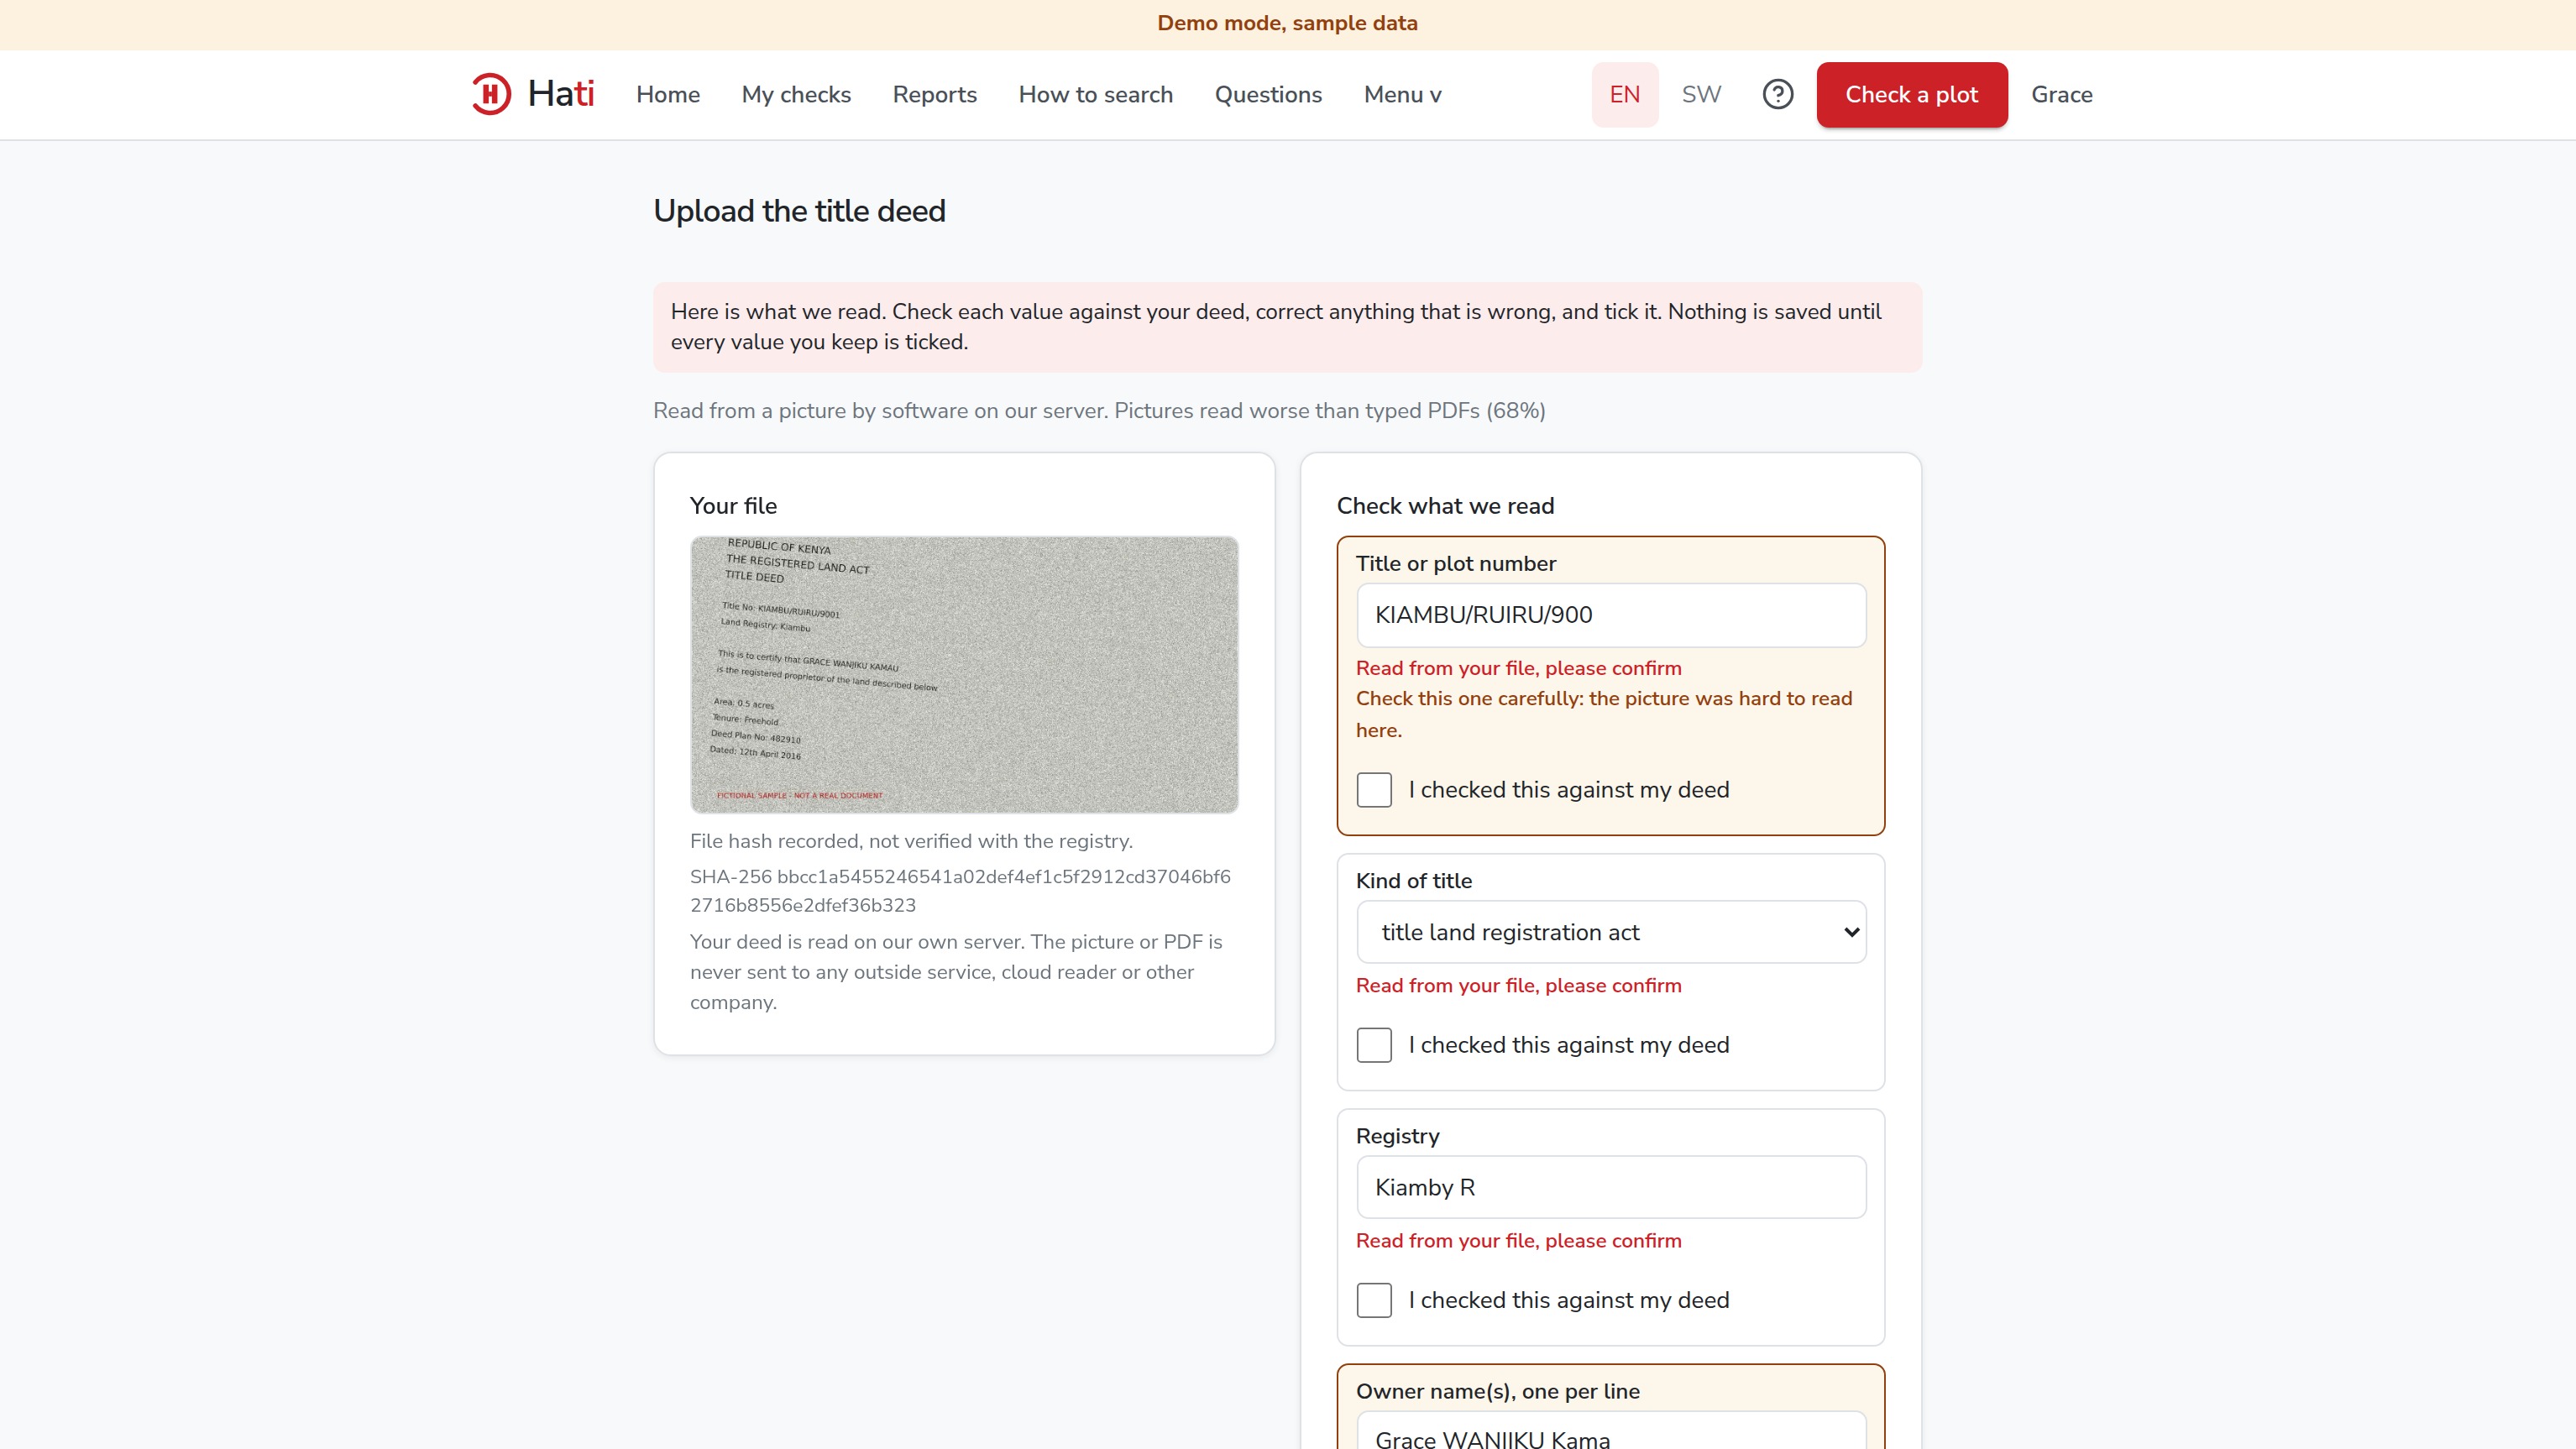 Demo mode, sample data
Hati
Home
My checks
Reports
How to search
Questions
Menu v
EN
SW
?
Check a plot
Grace
Upload the title deed
Here is what we read. Check each value against your deed, correct anything that is wrong, and tick it. Nothing is saved until
every value you keep is ticked.
Read from a picture by software on our server. Pictures read worse than typed PDFs (68%)
Your file
REPUBLIC OF KENYA
THE REGISTERED LAND ACT
TITLE DEED
Title No: KIAMBU/RUIRU/9001
Land Registry: Kiambu
This is to certify that GRACE WANJIKU KAMAU
is the registered proprietor of the land described below
Area: 0.5 acres
Tenure: Freehold
Deed Plan No: 482910
Dated: 12th April 2016
FICTIONAL SAMPLE - NOT A REAL DOCUMENT
File hash recorded, not verified with the registry.
SHA-256 bbcc1a5455246541a02def4ef1c5f2912cd37046bf6
2716b8556e2dfef36b323
Your deed is read on our own server. The picture or PDF is
never sent to any outside service, cloud reader or other
company.
Check what we read
Title or plot number
KIAMBU/RUIRU/900
Read from your file, please confirm
Check this one carefully: the picture was hard to read
here.
I checked this against my deed
Kind of title
title land registration act
Read from your file, please confirm
I checked this against my deed
Registry
Kiamby R
Read from your file, please confirm
I checked this against my deed
Owner name(s), one per line
Grace WANJIKU Kama